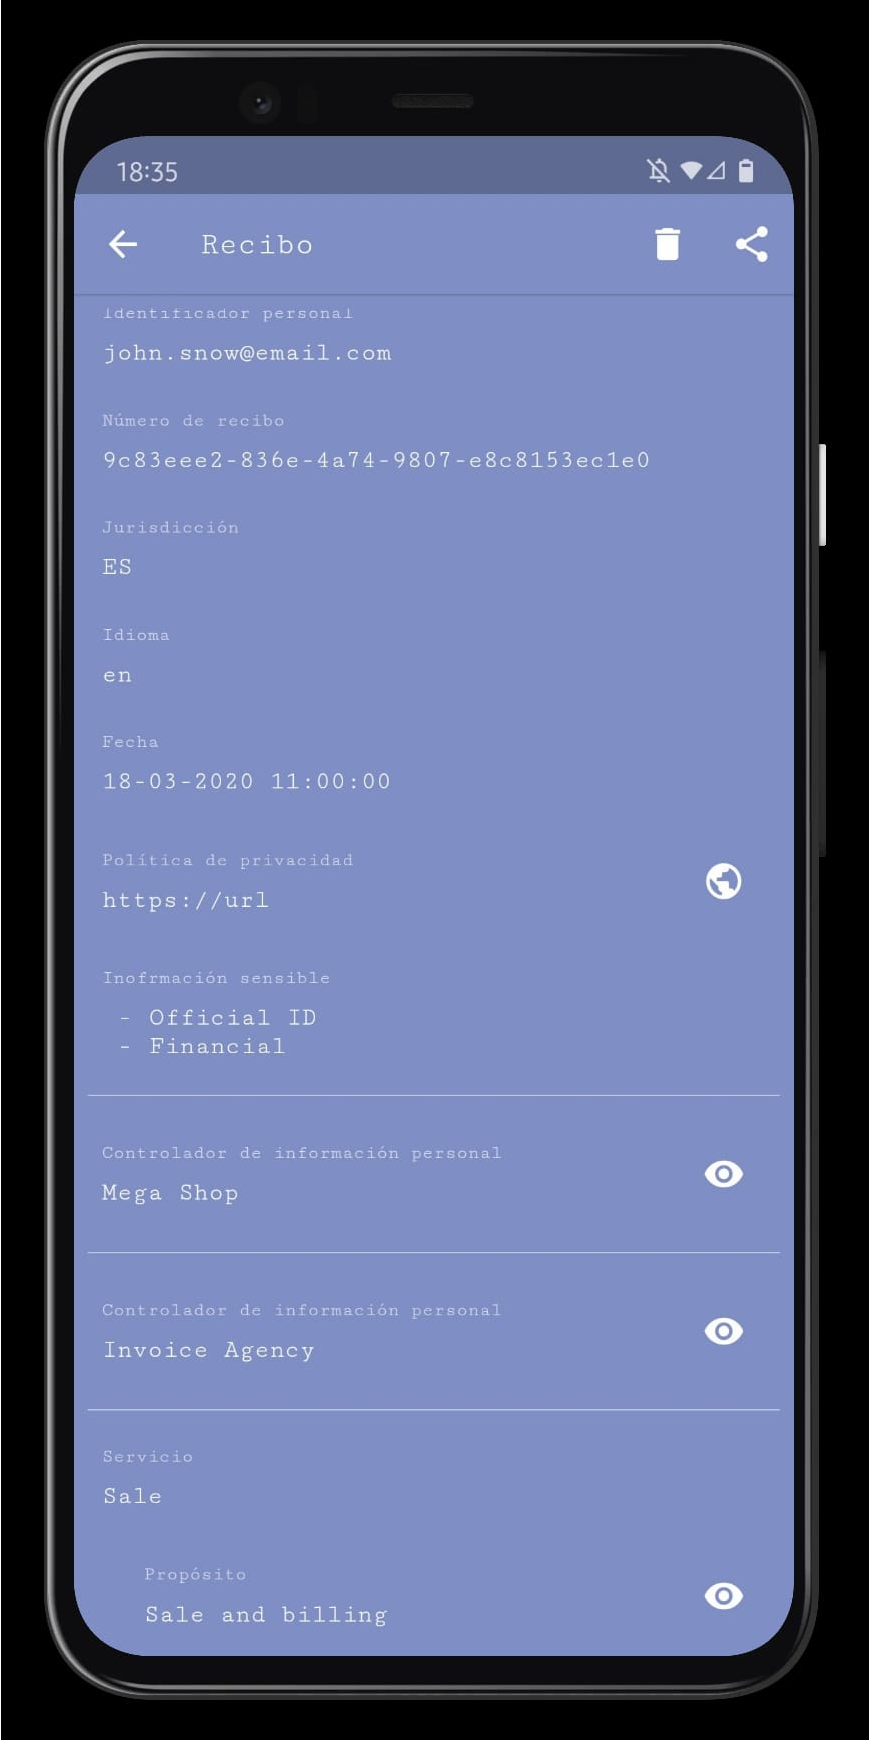 18:35
Recibo
Identificador personal
john.snow@email.com
Número de recibo
9c83eee2-836e-4a74-9807-e8c8153ec1e0
Jurisdicción
ES
Idioma
en
Fecha
18-03-2020 11:00:00
Política de privacidad
https://url
Inofrmación sensible
- Official ID
- Financial
Controlador de información personal
Mega Shop
Controlador de información personal
Invoice Agency
Servicio
Sale
Propósito
Sale and billing